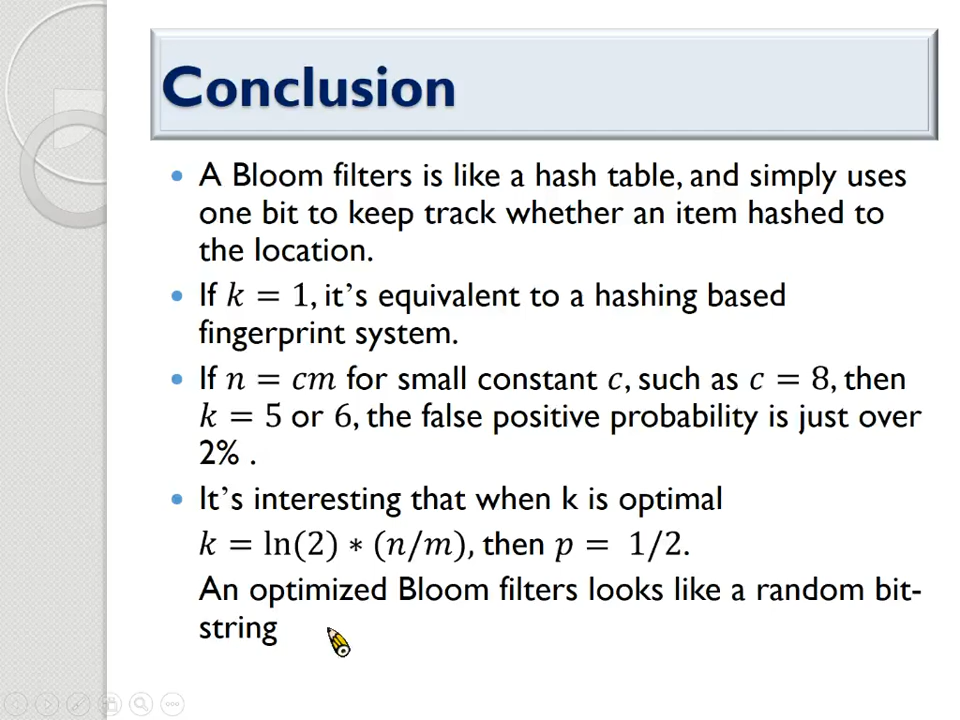 Conclusion
A Bloom filters is like a hash table, and simply uses
one bit to keep track whether an item hashed to
the location.
If k = 1, it’s equivalent to a hashing based
fingerprint system.
If n = cm for small constant c, such as c = 8, then
k = 5 or 6, the false positive probability is just over
2% .
It’s interesting that when k is optimal
k = ln(2) ∗ (n/m), then p = 1/2.
An optimized Bloom filters looks like a random bit-
string